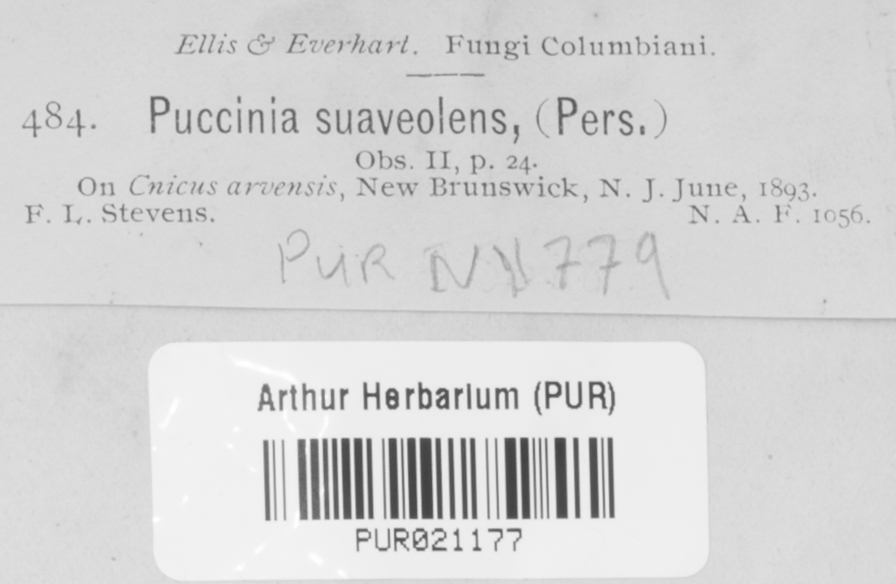 Ellis & Everhart. Fungi Columbiani.
484. Puccinia suaveolens, (Pers.)
Obs. II, p. 24.
On Cnicus arvensis, New Brunswick, N. J. June, 1893.
F. L. Stevens. N. A. F. 1056.
PUR 779
Arthur Herbarium (PUR)
PUR021177